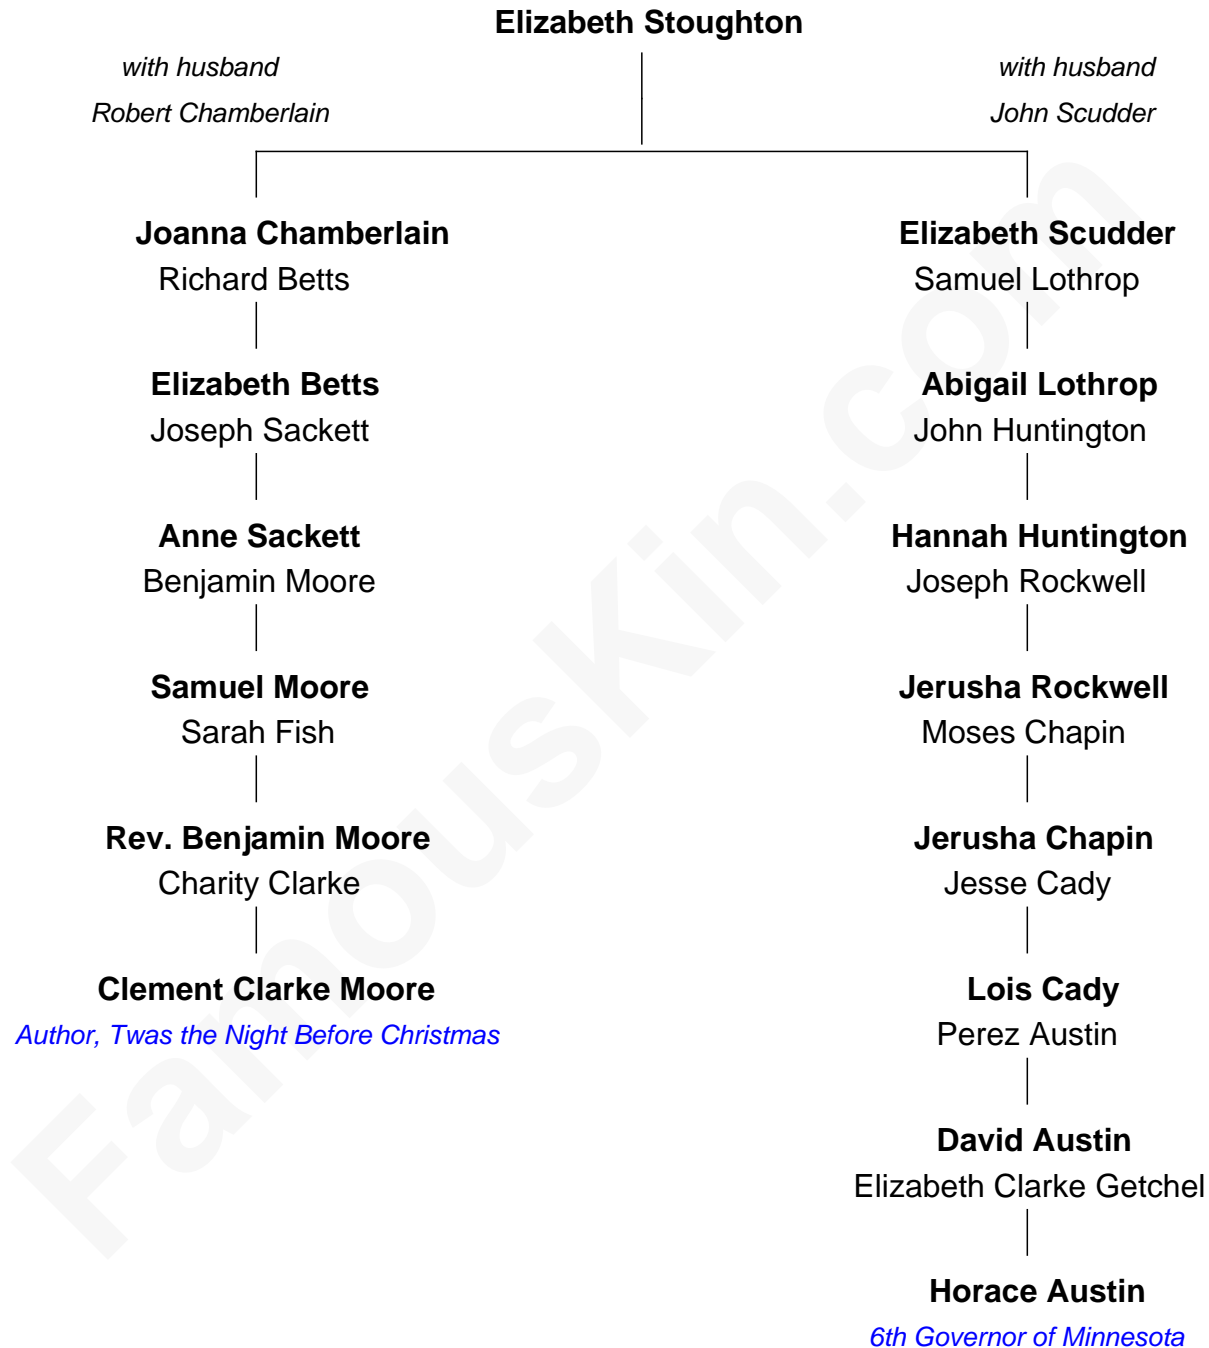 Elizabeth Stoughton
with husband
Robert Chamberlain
with husband
John Scudder
Joanna Chamberlain
Richard Betts
Elizabeth Betts
Joseph Sackett
Anne Sackett
Benjamin Moore
Samuel Moore
Sarah Fish
Rev. Benjamin Moore
Charity Clarke
Clement Clarke Moore
Author, Twas the Night Before Christmas
Elizabeth Scudder
Samuel Lothrop
Abigail Lothrop
John Huntington
Hannah Huntington
Joseph Rockwell
Jerusha Rockwell
Moses Chapin
Jerusha Chapin
Jesse Cady
Lois Cady
Perez Austin
David Austin
Elizabeth Clarke Getchel
Horace Austin
6th Governor of Minnesota
FamousKin.com